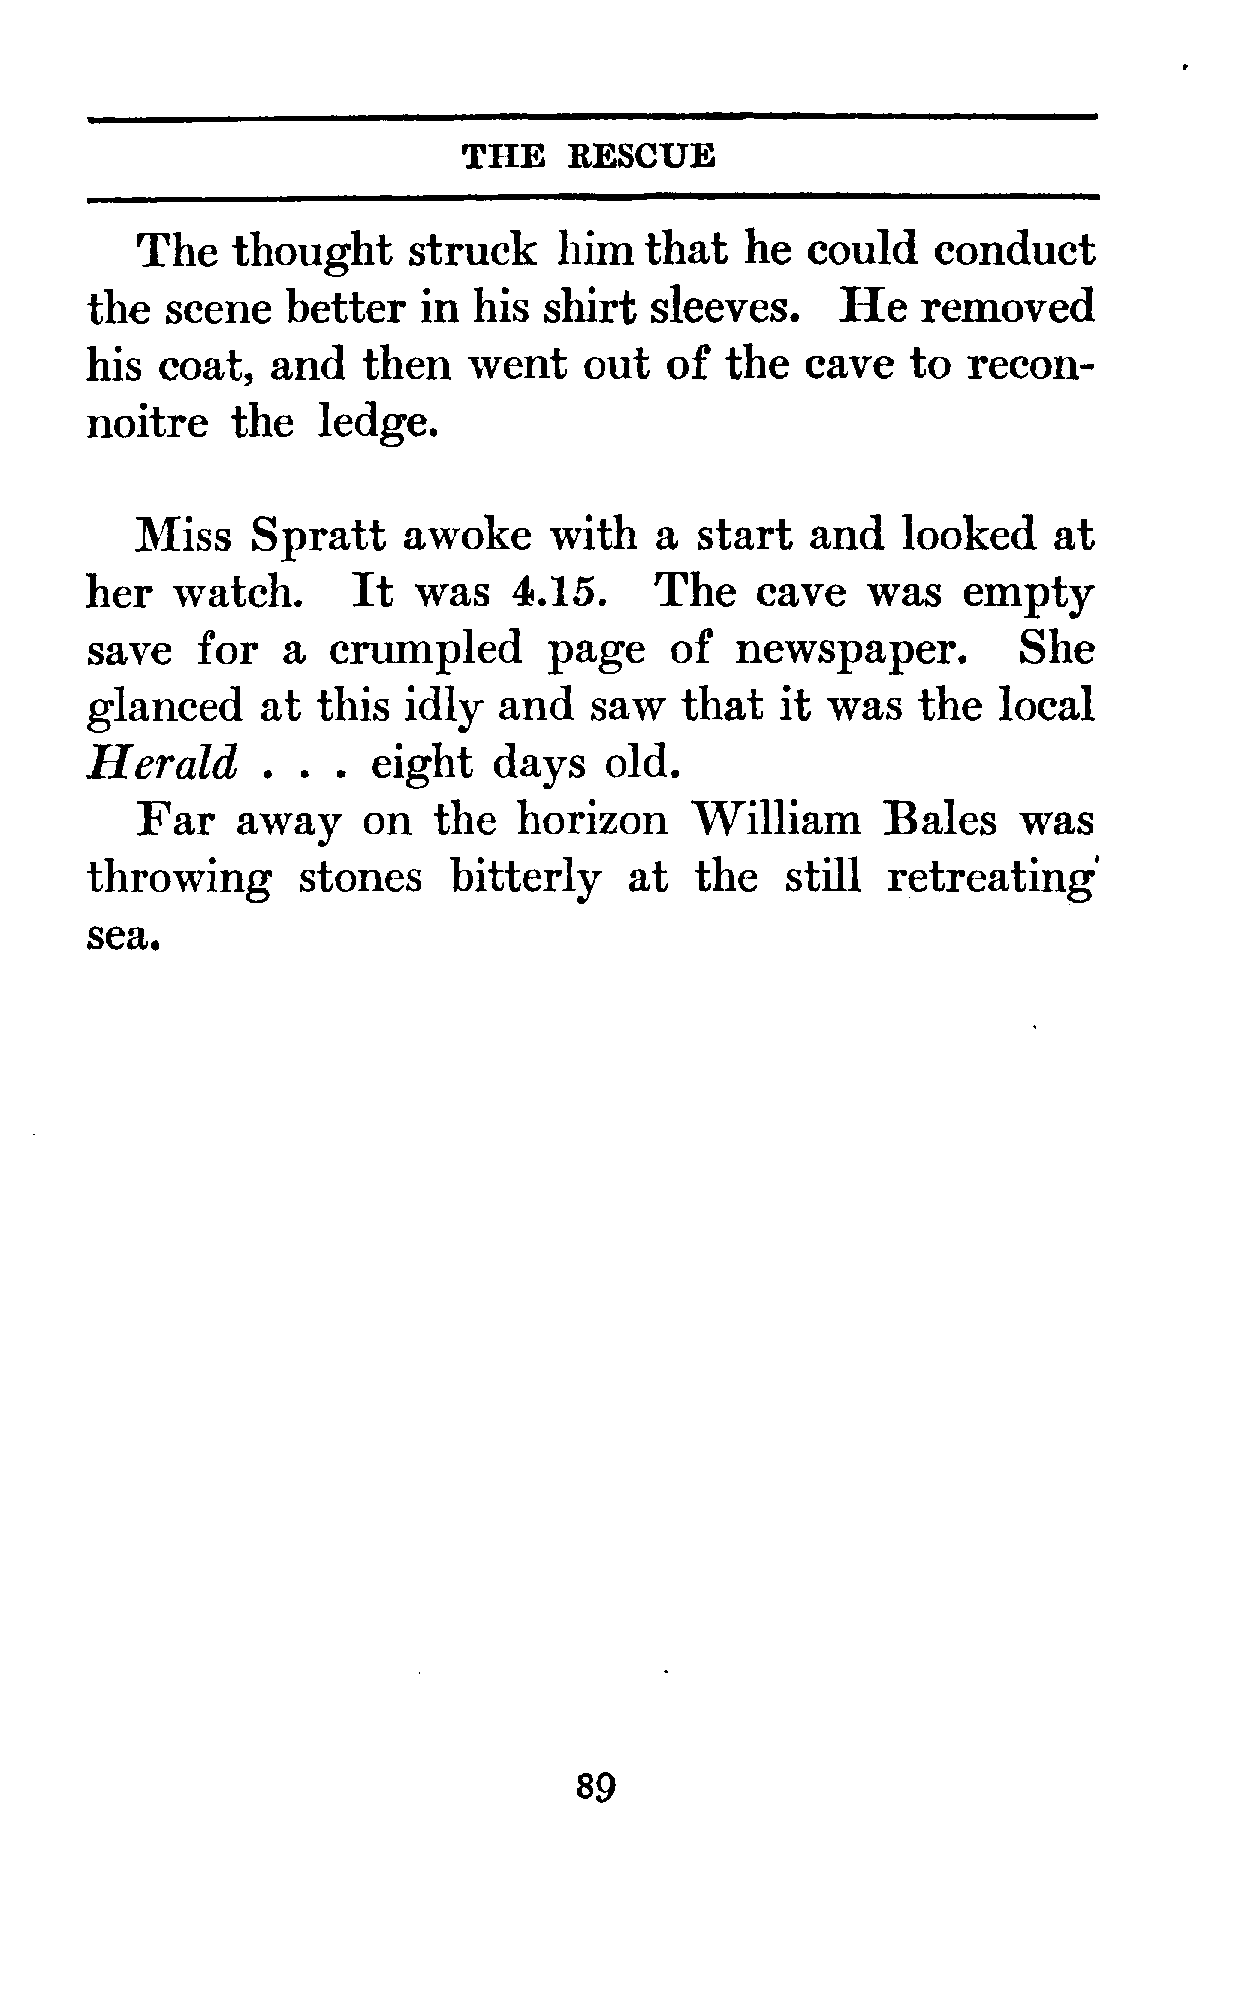 THE RESCUE
The thought struck him that he could conduct
the scene better in his shirt sleeves. He removed
his coat, and then went out of the cave to recon-
noitre the ledge.
Miss Spratt awoke with a start and looked at
her watch. It was 4.15. The cave was empty
save for a crumpled page of newspaper. She
glanced at this idly and saw that it was the local
Herald . . . eight days old.
Far away on the horizon William Bales was
throwing stones bitterly at the still retreating
sea.
89